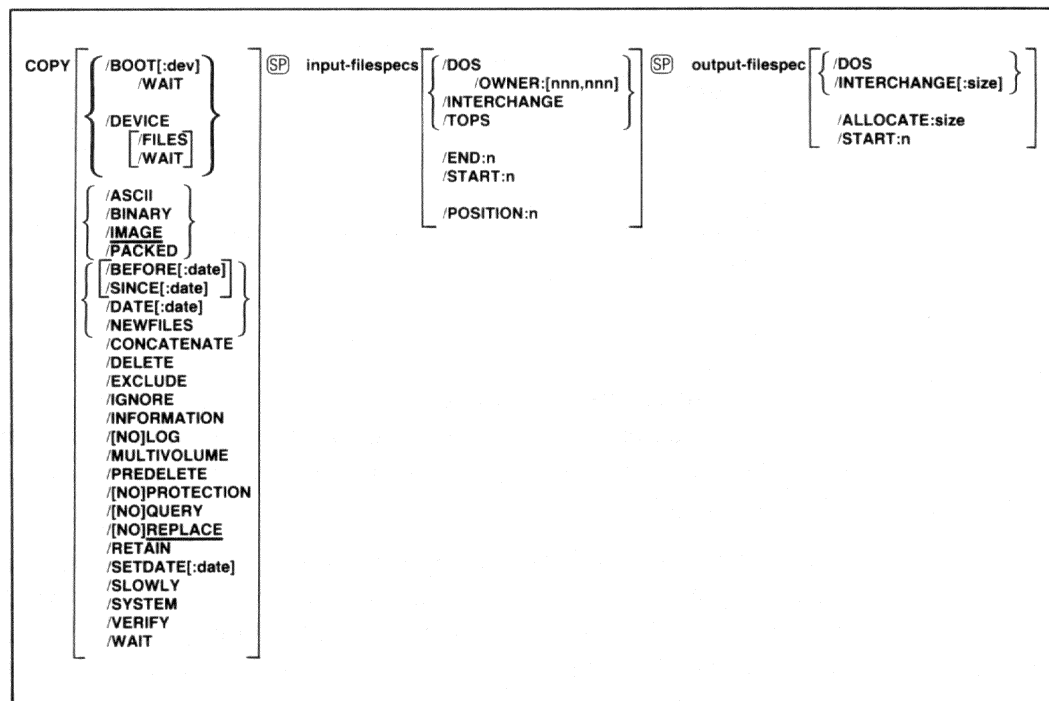 COPY /BOOT[:dev] SP input-filespecs /DOS SP output-filespec /DOS
/WAIT /OWNER:[nnn,nnn] /INTERCHANGE[:size]
/INTERCHANGE
/DEVICE /TOPS /ALLOCATE:size
/FILES /START:n
/WAIT /END:n
/START:n
/ASCII
/BINARY /POSITION:n
/IMAGE
/PACKED
/BEFORE[:date]
/SINCE[:date]
/DATE[:date]
/NEWFILES
/CONCATENATE
/DELETE
/EXCLUDE
/IGNORE
/INFORMATION
/[NO]LOG
/MULTIVOLUME
/PREDELETE
/[NO]PROTECTION
/[NO]QUERY
/[NO]REPLACE
/RETAIN
/SETDATE[:date]
/SLOWLY
/SYSTEM
/VERIFY
/WAIT